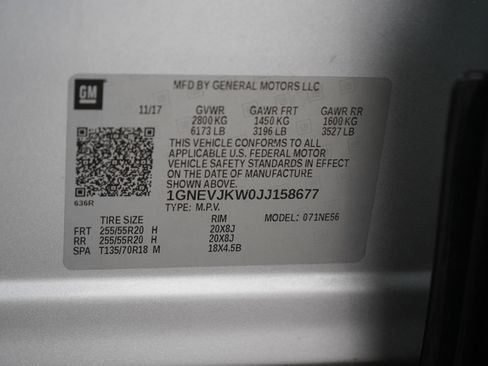 GM
MFD BY GENERAL MOTORS LLC
11/17 GVWR GAWR FRT GAWR RR
2800 KG 1450 KG 1600 KG
6173 LB 3196 LB 3527 LB
THIS VEHICLE CONFORMS TO ALL
APPLICABLE U.S. FEDERAL MOTOR
VEHICLE SAFETY STANDARDS IN EFFECT
ON THE DATE OF MANUFACTURE
1GNEVJKW0JJ158677
636R TYPE: M.P.V.
TIRE SIZE RIM MODEL: 071NE56
FRT 255/55R20 H 20X8J
RR 255/55R20 H 20X8J
SPA T135/70R18 M 18X4.5B